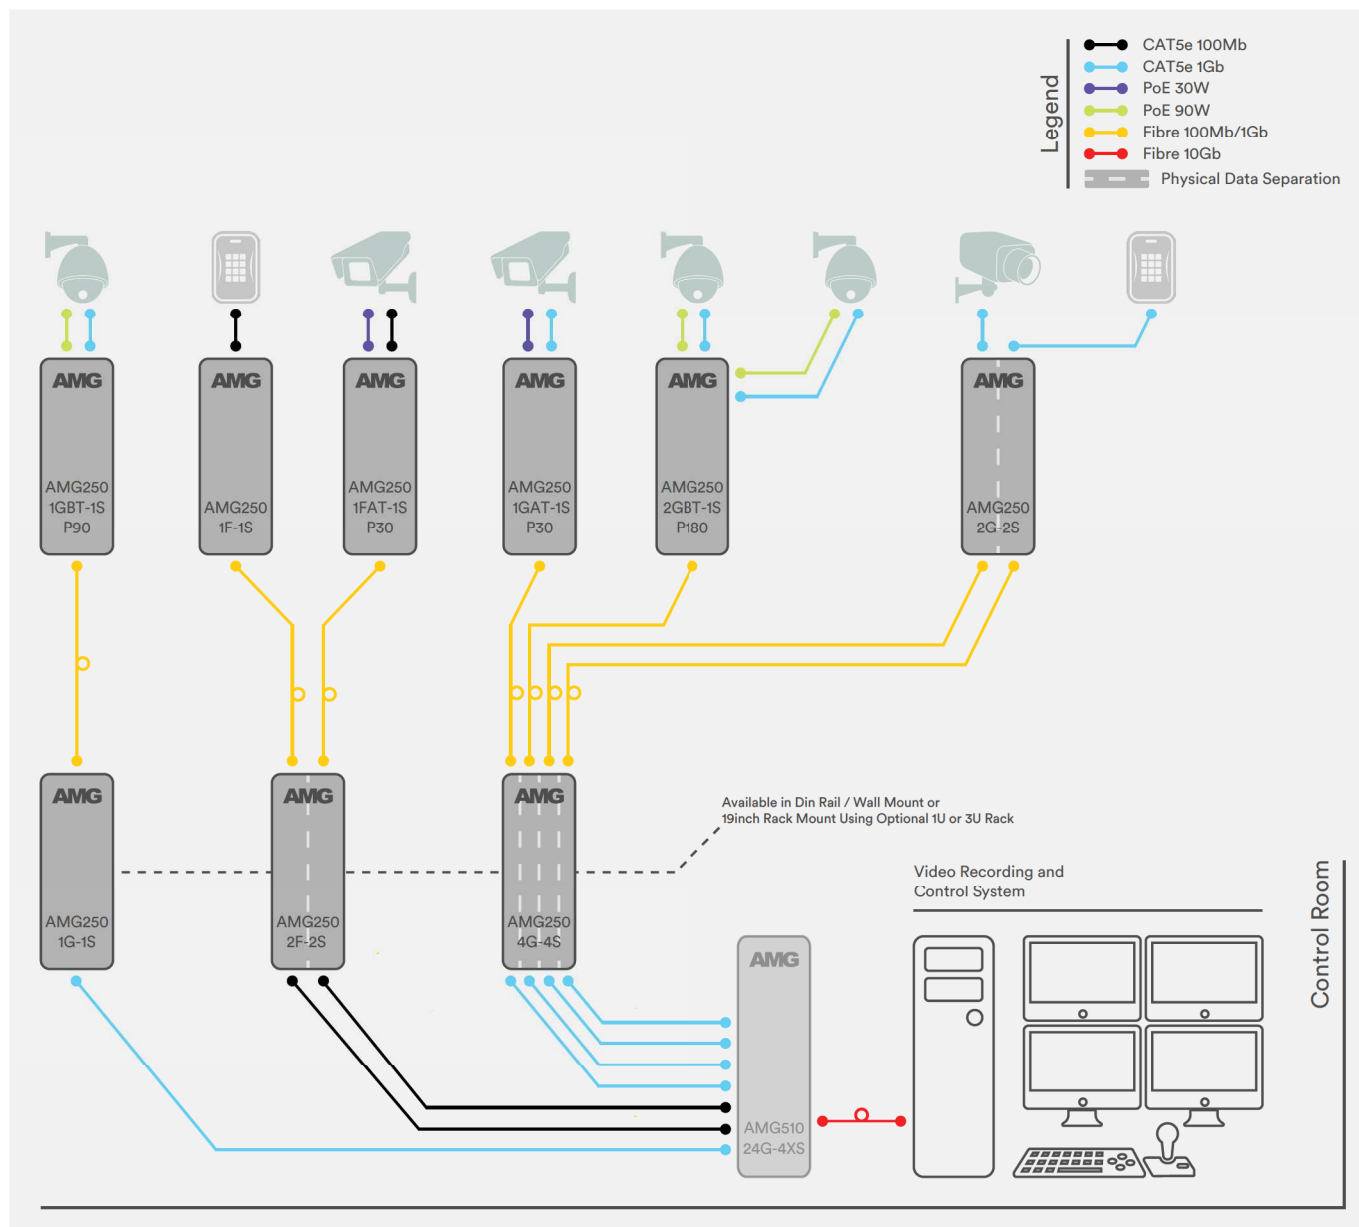 Legend
CAT5e 100Mb
CAT5e 1Gb
PoE 30W
PoE 90W
Fibre 100Mb/1Gb
Fibre 10Gb
Physical Data Separation
AMG
AMG250
1GBT-1S
P90
AMG
AMG250
1F-1S
AMG
AMG250
1FAT-1S
P30
AMG
AMG250
1GAT-1S
P30
AMG
AMG250
2GBT-1S
P180
AMG
AMG250
2G-2S
AMG
AMG250
1G-1S
AMG
AMG250
2F-2S
AMG
AMG250
4G-4S
Available in Din Rail / Wall Mount or
19inch Rack Mount Using Optional 1U or 3U Rack
Video Recording and
Control System
Control Room
AMG
AMG510
24G-4XS